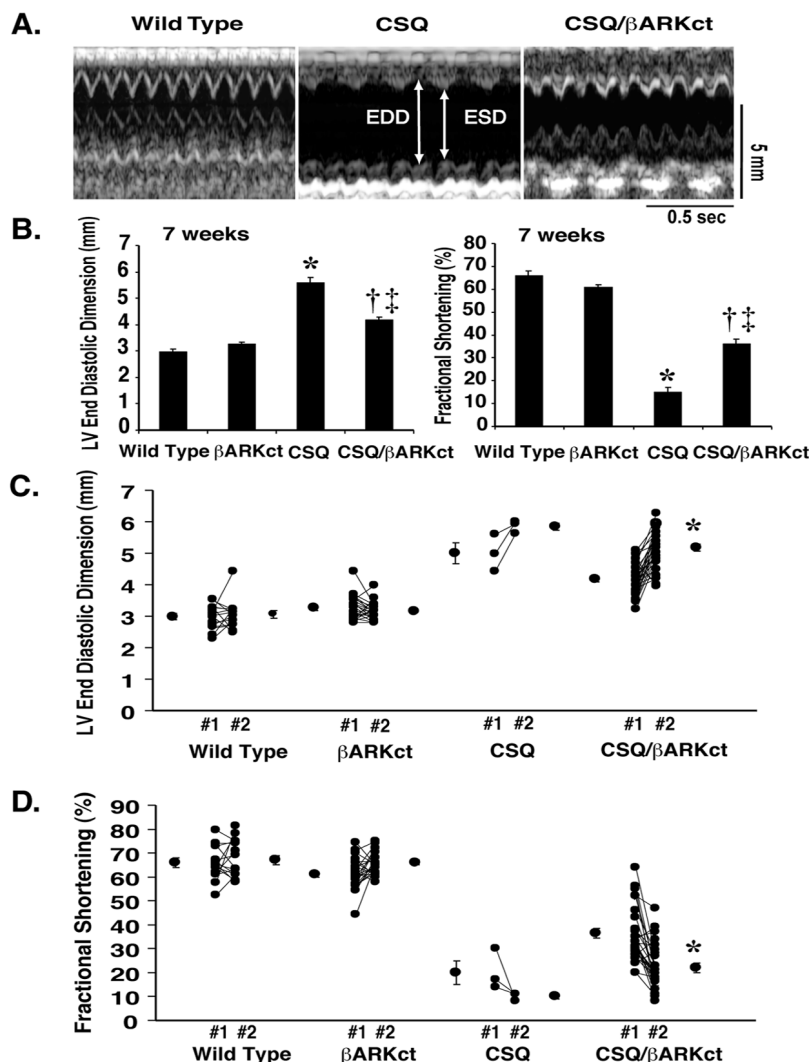 A.
Wild Type CSQ CSQ/βARKct
EDD ESD
5 mm
0.5 sec
B.
LV End Diastolic Dimension (mm)
7 weeks
7
6
5
4
3
2
1
0
*
†‡
Wild Type βARKct CSQ CSQ/βARKct
Fractional Shortening (%)
7 weeks
80
70
60
50
40
30
20
10
0
*
†‡
Wild Type βARKct CSQ CSQ/βARKct
C.
LV End Diastolic Dimension (mm)
7
6
5
4
3
2
1
0
*
#1 #2 #1 #2 #1 #2 #1 #2
Wild Type βARKct CSQ CSQ/βARKct
D.
Fractional Shortening (%)
90
80
70
60
50
40
30
20
10
0
*
#1 #2 #1 #2 #1 #2 #1 #2
Wild Type βARKct CSQ CSQ/βARKct